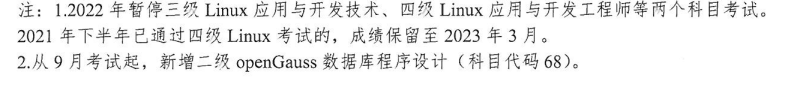 注：1.2022 年暂停三级 Linux 应用与开发技术、四级 Linux 应用与开发工程师等两个科目考试。
2021 年下半年已通过四级 Linux 考试的，成绩保留至 2023 年 3 月。
2.从 9 月考试起，新增二级 openGauss 数据库程序设计（科目代码 68）。